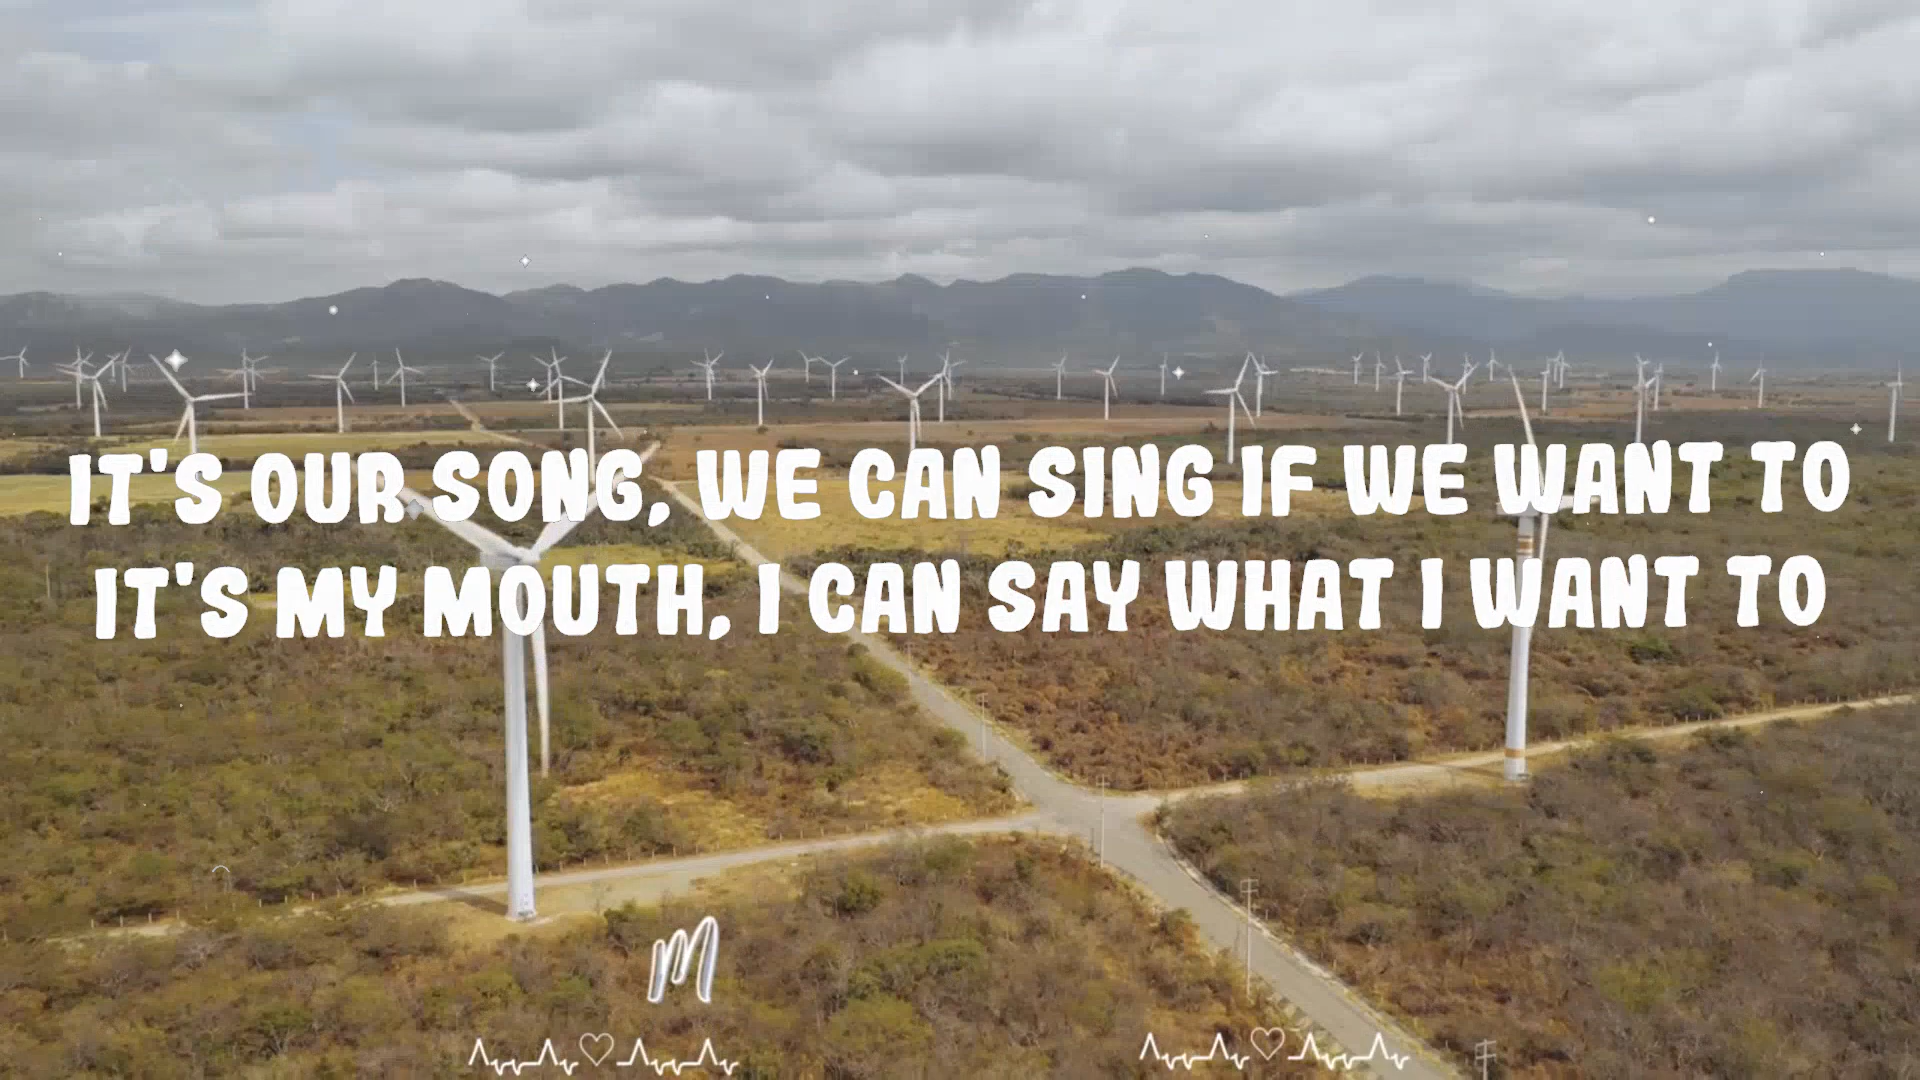 IT'S OUR SONG, WE CAN SING IF WE WANT TO
IT'S MY MOUTH, I CAN SAY WHAT I WANT TO
M